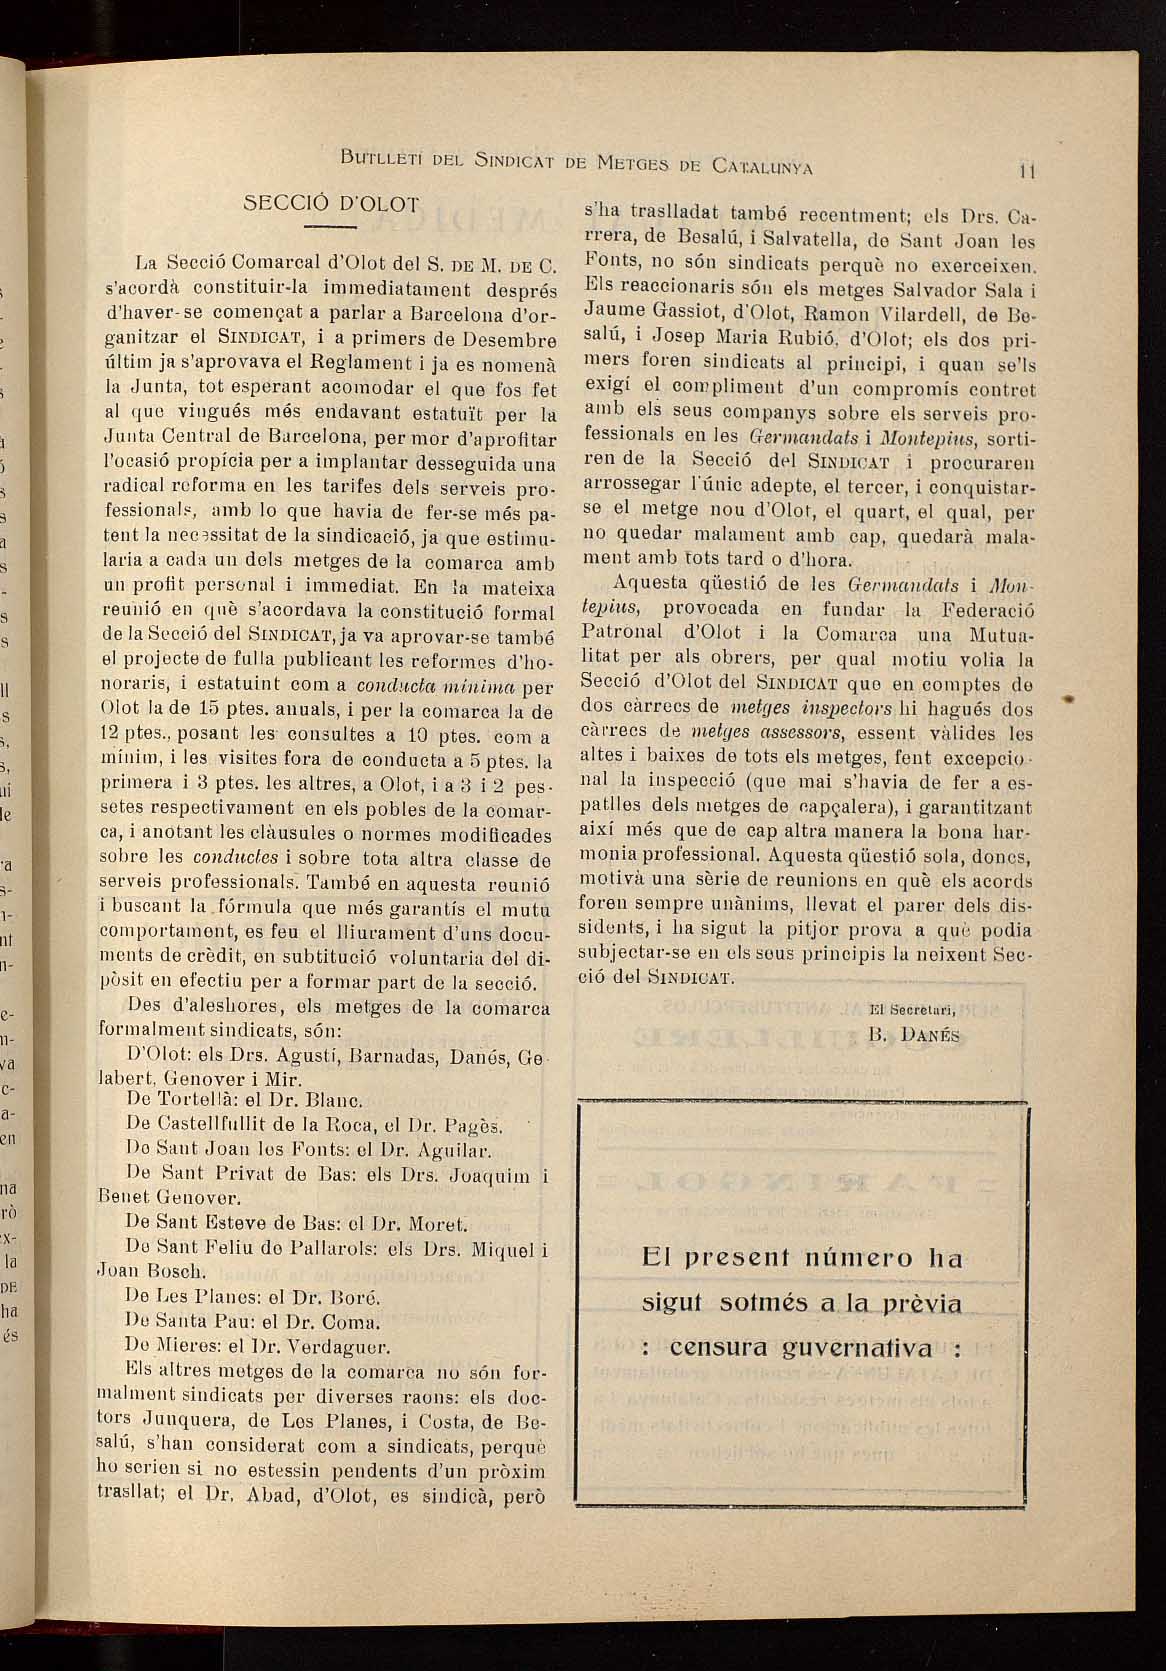 Butlletí del Sindicat de Metges de Catalunya
11
SECCIÓ D'OLOT
La Secció Comarcal d'Olot del S. de M. de C.
s'acordà constituir-la immediatament després
d'haver-se començat a parlar a Barcelona d'or-
ganitzar el Sindicat, i a primers de Desembre
últim ja s'aprovava el Reglament i ja es nomenà
la Junta, tot esperant acomodar el que fos fet
al que vingués més endavant estatuït per la
Junta Central de Barcelona, per mor d'aprofitar
l'ocasió propícia per a implantar desseguida una
radical reforma en les tarifes dels serveis pro-
fessionals, amb lo que havia de fer-se més pa-
tent la necessitat de la sindicació, ja que estimu-
laria a cada un dels metges de la comarca amb
un profit personal i immediat. En la mateixa
reunió en què s'acordava la constitució formal
de la Secció del Sindicat, ja va aprovar-se també
el projecte de fulla publicant les reformes d'ho-
noraris, i estatuint com a conducta mínima per
Olot la de 15 ptes. anuals, i per la comarca la de
12 ptes., posant les consultes a 10 ptes. com a
mínim, i les visites fora de conducta a 5 ptes. la
primera i 3 ptes. les altres, a Olot, i a 3 i 2 pes-
setes respectivament en els pobles de la comar-
ca, i anotant les clàusules o normes modificades
sobre les conductes i sobre tota altra classe de
serveis professionals. També en aquesta reunió
i buscant la fórmula que més garantís el mutu
comportament, es feu el lliurament d'uns docu-
ments de crèdit, en subtitució voluntaria del di-
pòsit en efectiu per a formar part de la secció.
Des d'aleshores, els metges de la comarca
formalment sindicats, són:
D'Olot: els Drs. Agustí, Barnadas, Danés, Ge-
labert, Genover i Mir.
De Tortellà: el Dr. Blanc.
De Castellfullit de la Roca, el Dr. Pagès.
De Sant Joan les Fonts: el Dr. Aguilar.
De Sant Privat de Bas: els Drs. Joaquim i
Benet Genover.
De Sant Esteve de Bas: el Dr. Moret.
De Sant Feliu de Pallarols: els Drs. Miquel i
Joan Bosch.
De Les Planes: el Dr. Boré.
De Santa Pau: el Dr. Coma.
De Mieres: el Dr. Verdaguer.
Els altres metges de la comarca no són for-
malment sindicats per diverses raons: els doc-
tors Junquera, de Les Planes, i Costa, de Be-
salú, s'han considerat com a sindicats, perquè
ho serien si no estessin pendents d'un pròxim
trasllat; el Dr. Abad, d'Olot, es sindicà, però
s'ha traslladat també recentment; els Drs. Ca-
rrera, de Besalú, i Salvatella, de Sant Joan les
Fonts, no són sindicats perquè no exerceixen.
Els reaccionaris són els metges Salvador Sala i
Jaume Gassiot, d'Olot, Ramon Vilardell, de Be-
salú, i Josep Maria Rubió, d'Olot; els dos pri-
mers foren sindicats al principi, i quan se'ls
exigí el compliment d'un compromís contret
amb els seus companys sobre els serveis pro-
fessionals en les Germandats i Montepius, sorti-
ren de la Secció del Sindicat i procuraren
arrossegar l'únic adepte, el tercer, i conquistar-
se el metge nou d'Olot, el quart, el qual, per
no quedar malament amb cap, quedarà mala-
ment amb tots tard o d'hora.
Aquesta qüestió de les Germandats i Mon-
tepius, provocada en fundar la Federació
Patronal d'Olot i la Comarca una Mutua-
litat per als obrers, per qual motiu volia la
Secció d'Olot del Sindicat que en comptes de
dos càrrecs de metges inspectors hi hagués dos
càrrecs de metges assessors, essent vàlides les
altes i baixes de tots els metges, fent excepcio-
nal la inspecció (que mai s'havia de fer a es-
patlles dels metges de capçalera), i garantitzant
així més que de cap altra manera la bona har-
monia professional. Aquesta qüestió sola, doncs,
motivà una sèrie de reunions en què els acords
foren sempre unànims, llevat el parer dels dis-
sidents, i ha sigut la pitjor prova a què podia
subjectar-se en els seus principis la neixent Sec-
ció del Sindicat.
El Secretari,
B. Danés
El present número ha
sigut sotmés a la prèvia
: censura guvernativa :